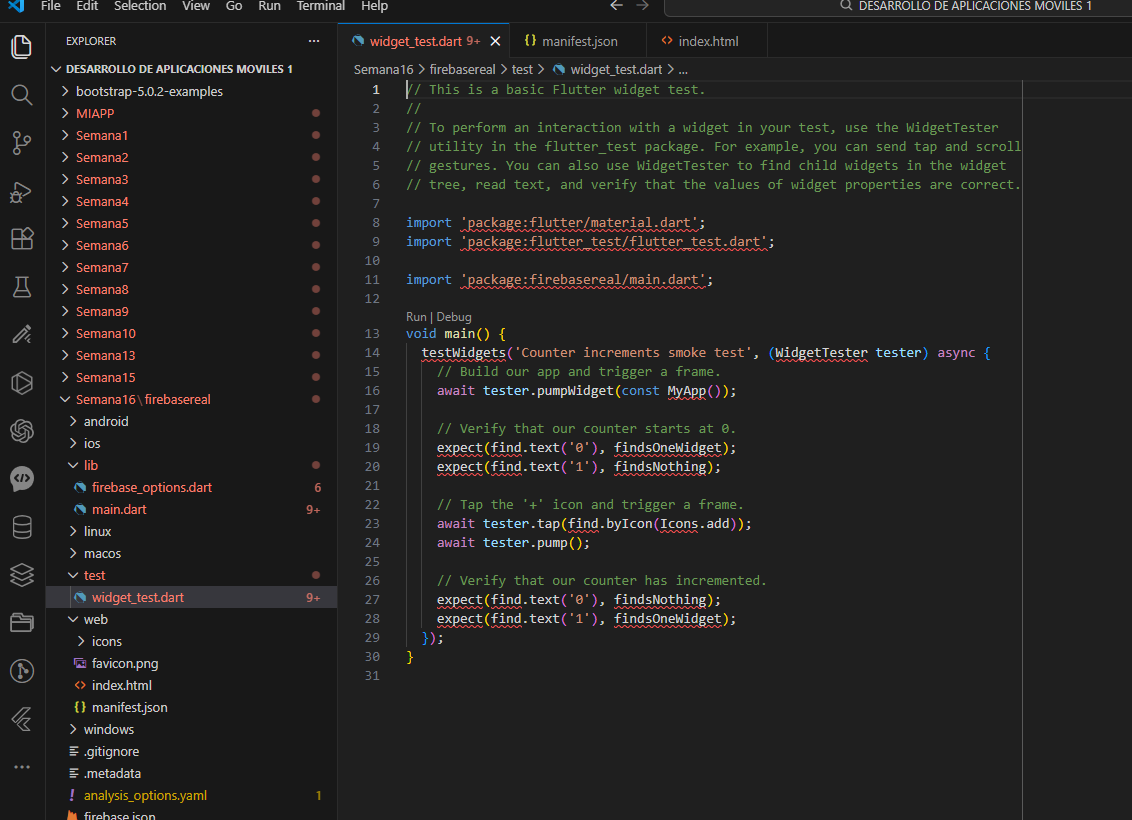 File Edit Selection View Go Run Terminal Help
DESARROLLO DE APLICACIONES MOVILES 1
EXPLORER
DESARROLLO DE APLICACIONES MOVILES 1
bootstrap-5.0.2-examples
MIAPP
Semana1
Semana2
Semana3
Semana4
Semana5
Semana6
Semana7
Semana8
Semana9
Semana10
Semana13
Semana15
Semana16\firebasereal
android
ios
lib
firebase_options.dart 6
main.dart 9+
linux
macos
test
widget_test.dart 9+
web
icons
favicon.png
index.html
manifest.json
windows
.gitignore
.metadata
analysis_options.yaml 1
firebase.json
widget_test.dart 9+ manifest.json index.html
Semana16 > firebasereal > test > widget_test.dart > ...
1 // This is a basic Flutter widget test.
2 //
3 // To perform an interaction with a widget in your test, use the WidgetTester
4 // utility in the flutter_test package. For example, you can send tap and scroll
5 // gestures. You can also use WidgetTester to find child widgets in the widget
6 // tree, read text, and verify that the values of widget properties are correct.
7
8 import 'package:flutter/material.dart';
9 import 'package:flutter_test/flutter_test.dart';
10
11 import 'package:firebasereal/main.dart';
12
Run | Debug
13 void main() {
14 testWidgets('Counter increments smoke test', (WidgetTester tester) async {
15 // Build our app and trigger a frame.
16 await tester.pumpWidget(const MyApp());
17
18 // Verify that our counter starts at 0.
19 expect(find.text('0'), findsOneWidget);
20 expect(find.text('1'), findsNothing);
21
22 // Tap the '+' icon and trigger a frame.
23 await tester.tap(find.byIcon(Icons.add));
24 await tester.pump();
25
26 // Verify that our counter has incremented.
27 expect(find.text('0'), findsNothing);
28 expect(find.text('1'), findsOneWidget);
29 });
30 }
31